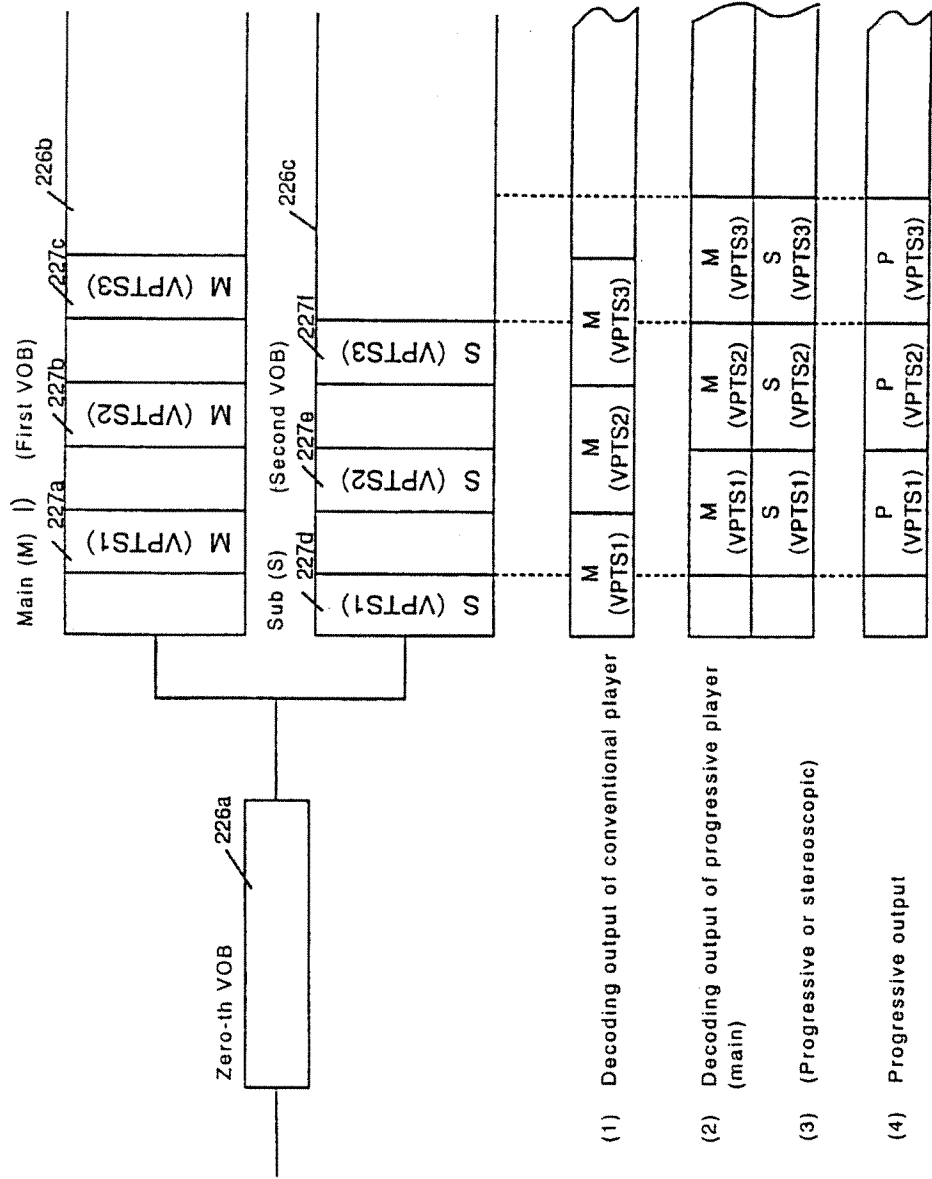 Main (M) I) (First VOB)
227a 227b 227c 226b
M (VPTS1) M (VPTS2) M (VPTS3)
Zero-th VOB
226a
Sub (S) (Second VOB)
227d 227e 227f 226c
S (VPTS1) S (VPTS2) S (VPTS3)
(1) Decoding output of conventional player
M
(VPTS1)
M
(VPTS2)
M
(VPTS3)
(2) Decoding output of progressive player
(main)
M
(VPTS1)
M
(VPTS2)
M
(VPTS3)
(3) (Progressive or stereoscopic)
S
(VPTS1)
S
(VPTS2)
S
(VPTS3)
(4) Progressive output
P
(VPTS1)
P
(VPTS2)
P
(VPTS3)